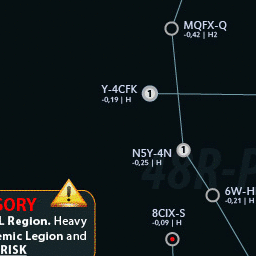 MQFX-Q
-0,42 | H2
Y-4CFK
-0,19 | H
1
N5Y-4N
-0,25 | H
1
48R-
6W-H
-0,21 | H
8CIX-S
-0,09 | H
SORY
L Region. Heavy
emic Legion and
RISK